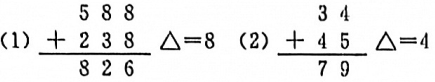 5 8 8 3 4
(1) + 2 3 8 △=8 (2) + 4 5 △=4
8 2 6 7 9